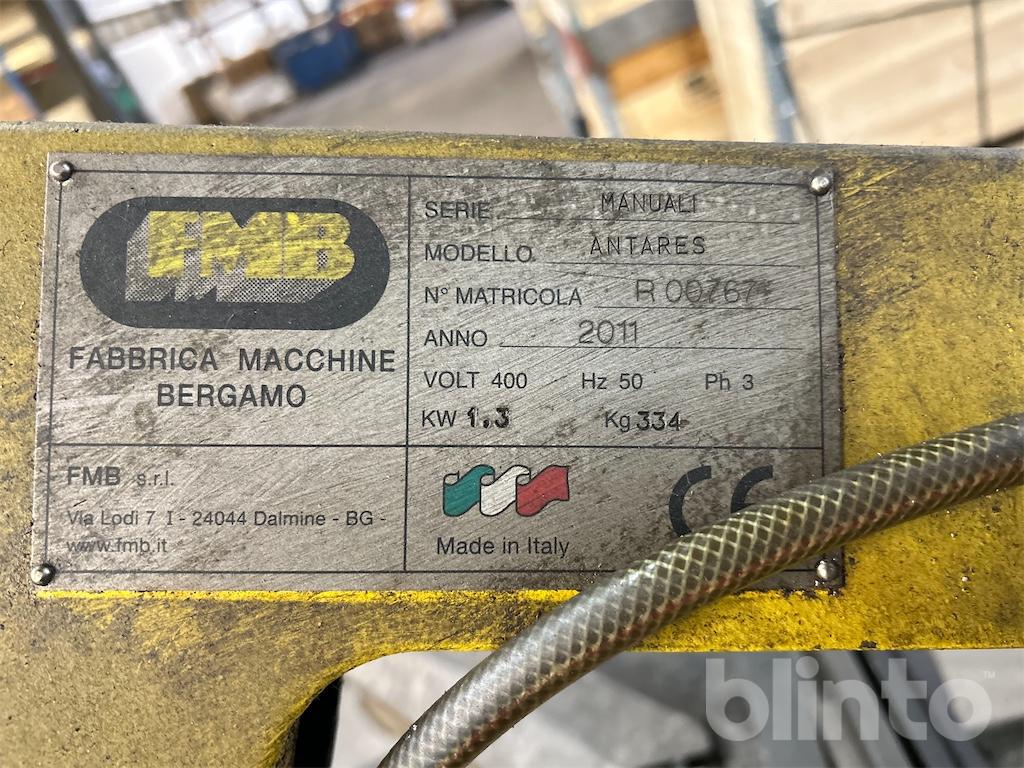 FMB
FABBRICA MACCHINE
BERGAMO
SERIE MANUALI
MODELLO ANTARES
N° MATRICOLA R 00767
ANNO 2011
VOLT 400 Hz 50 Ph 3
KW 1.3 Kg 334
FMB s.r.l.
Via Lodi 7 I - 24044 Dalmine - BG -
www.fmb.it
Made in Italy
CE
blinto™